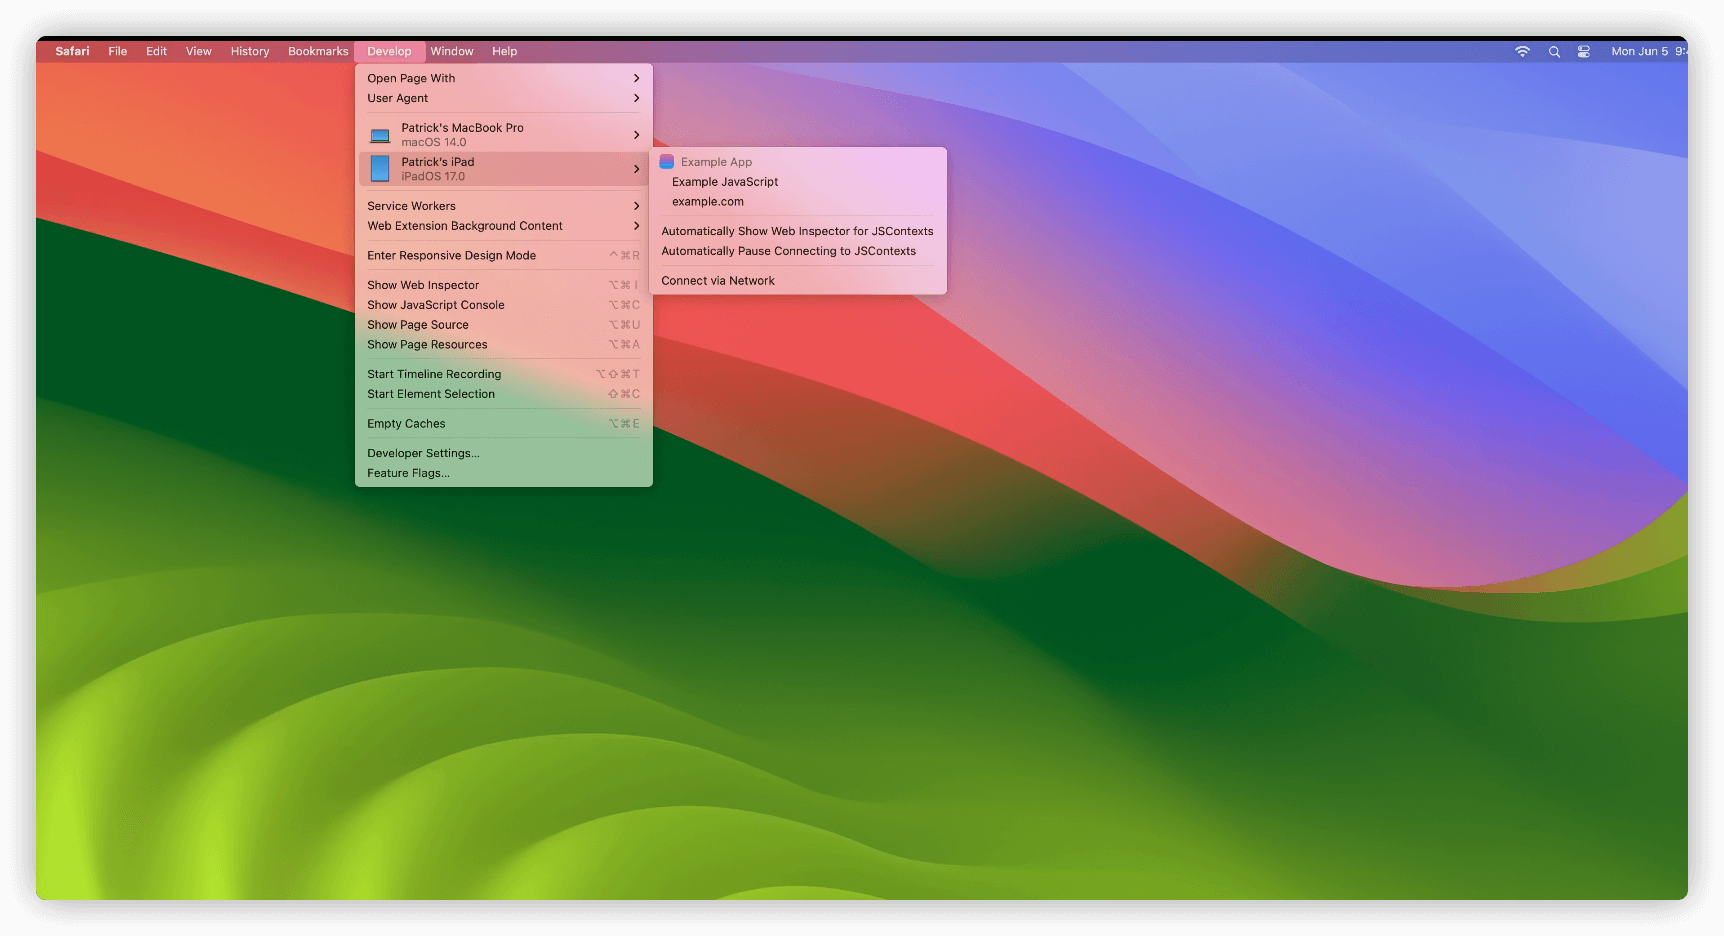 Safari File Edit View History Bookmarks Develop Window Help Mon Jun 5
Open Page With
User Agent
Patrick's MacBook Pro
macOS 14.0
Patrick's iPad
iPadOS 17.0
Service Workers
Web Extension Background Content
Enter Responsive Design Mode ⌃⌘R
Show Web Inspector ⌥⌘I
Show JavaScript Console ⌥⌘C
Show Page Source ⌥⌘U
Show Page Resources ⌥⌘A
Start Timeline Recording ⌥⇧⌘T
Start Element Selection ⇧⌘C
Empty Caches ⌥⌘E
Developer Settings...
Feature Flags...
Example App
Example JavaScript
example.com
Automatically Show Web Inspector for JSContexts
Automatically Pause Connecting to JSContexts
Connect via Network